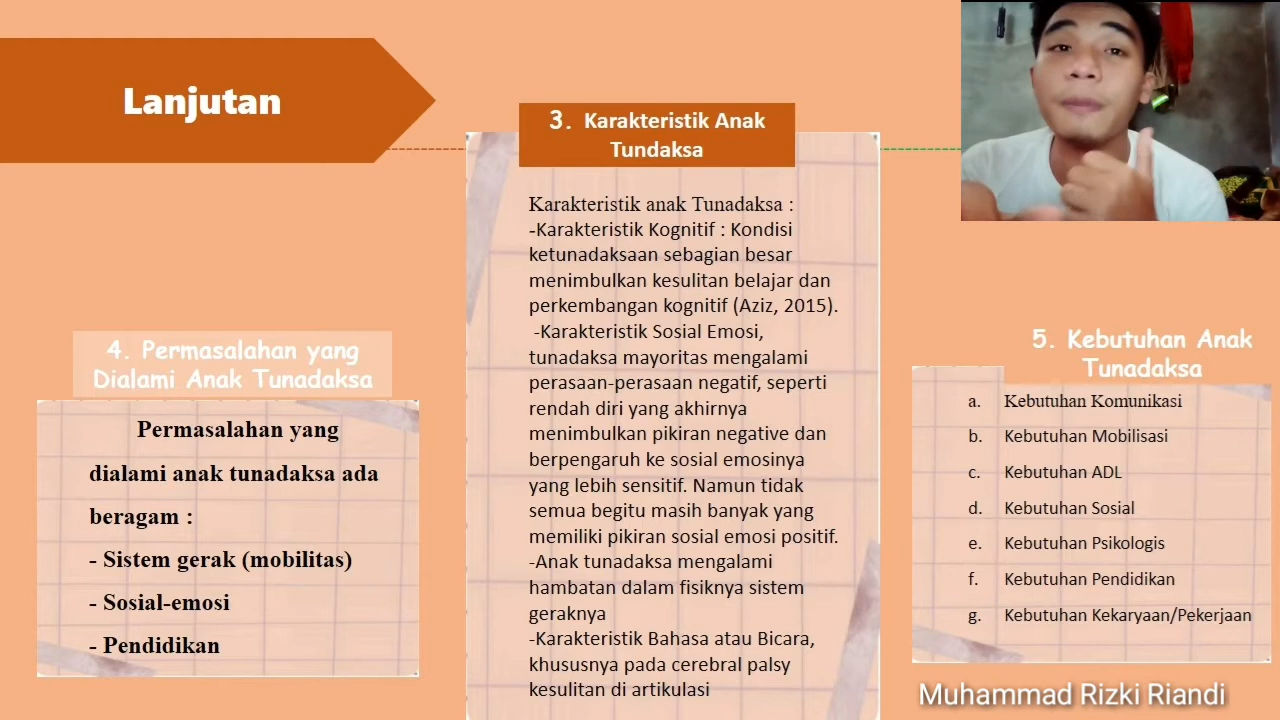 Lanjutan
3. Karakteristik Anak
Tundaksa
Karakteristik anak Tunadaksa :
-Karakteristik Kognitif : Kondisi
ketunadaksaan sebagian besar
menimbulkan kesulitan belajar dan
perkembangan kognitif (Aziz, 2015).
-Karakteristik Sosial Emosi,
tunadaksa mayoritas mengalami
perasaan-perasaan negatif, seperti
rendah diri yang akhirnya
menimbulkan pikiran negative dan
berpengaruh ke sosial emosinya
yang lebih sensitif. Namun tidak
semua begitu masih banyak yang
memiliki pikiran sosial emosi positif.
-Anak tunadaksa mengalami
hambatan dalam fisiknya sistem
geraknya
-Karakteristik Bahasa atau Bicara,
khususnya pada cerebral palsy
kesulitan di artikulasi
4. Permasalahan yang
Dialami Anak Tunadaksa
Permasalahan yang
dialami anak tunadaksa ada
beragam :
- Sistem gerak (mobilitas)
- Sosial-emosi
- Pendidikan
5. Kebutuhan Anak
Tunadaksa
a. Kebutuhan Komunikasi
b. Kebutuhan Mobilisasi
c. Kebutuhan ADL
d. Kebutuhan Sosial
e. Kebutuhan Psikologis
f. Kebutuhan Pendidikan
g. Kebutuhan Kekaryaan/Pekerjaan
Muhammad Rizki Riandi